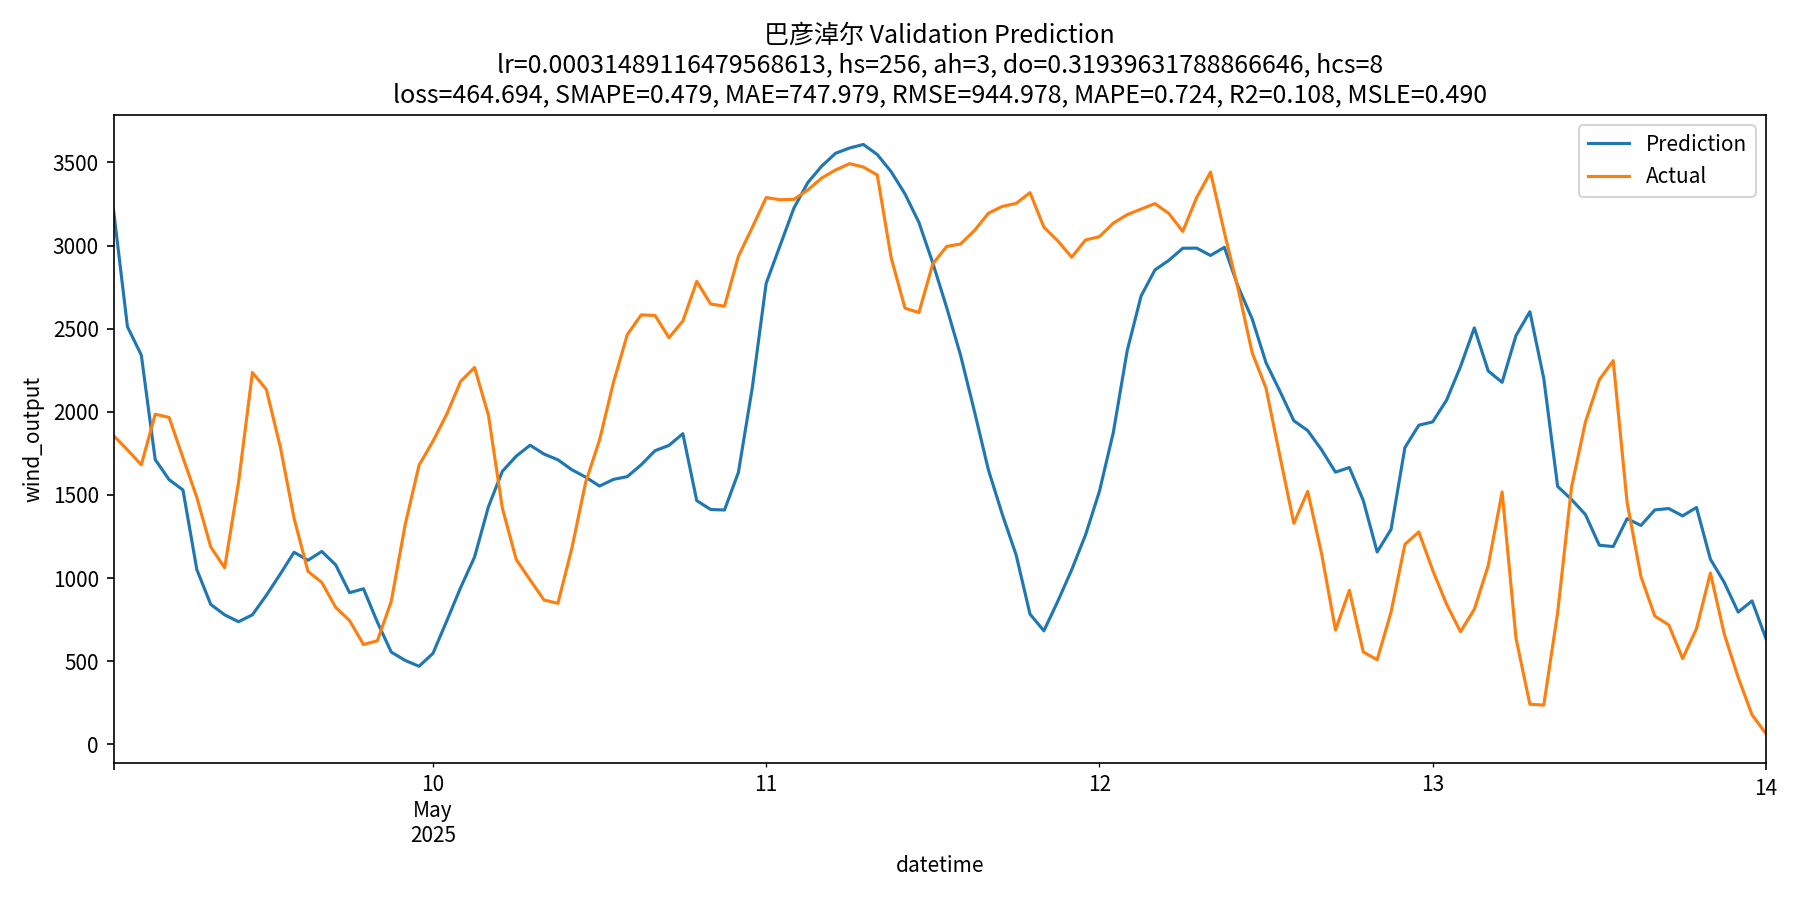 巴彦淖尔 Validation Prediction
lr=0.00031489116479568613, hs=256, ah=3, do=0.31939631788866646, hcs=8
loss=464.694, SMAPE=0.479, MAE=747.979, RMSE=944.978, MAPE=0.724, R2=0.108, MSLE=0.490
Prediction
Actual
3500
3000
2500
2000
1500
1000
500
0
wind_output
10
May
2025
11
12
13
14
datetime